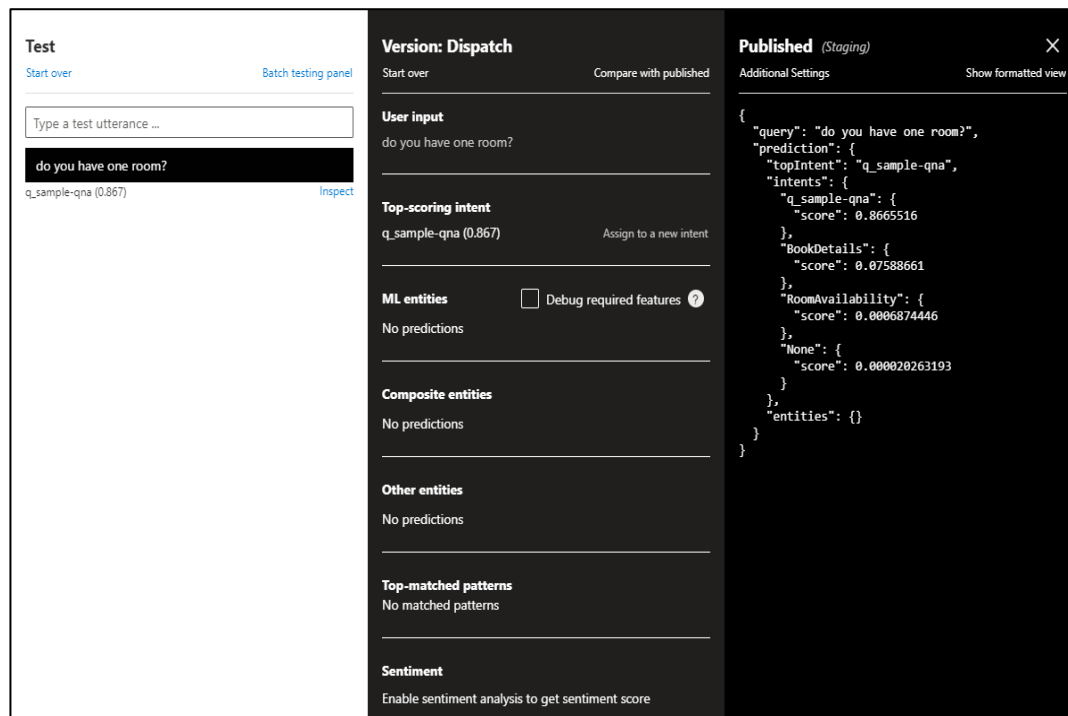 Test
Start over
Batch testing panel
Type a test utterance ...
do you have one room?
q_sample-qna (0.867)
Inspect
Version: Dispatch
Start over
Compare with published
User input
do you have one room?
Top-scoring intent
q_sample-qna (0.867)
Assign to a new intent
ML entities
Debug required features ?
No predictions
Composite entities
No predictions
Other entities
No predictions
Top-matched patterns
No matched patterns
Sentiment
Enable sentiment analysis to get sentiment score
Published (Staging)
Additional Settings
Show formatted view
{
"query": "do you have one room?",
"prediction": {
"topIntent": "q_sample-qna",
"intents": {
"q_sample-qna": {
"score": 0.8665516
},
"BookDetails": {
"score": 0.07588661
},
"RoomAvailability": {
"score": 0.0006874446
},
"None": {
"score": 0.000020263193
}
},
"entities": {}
}
}